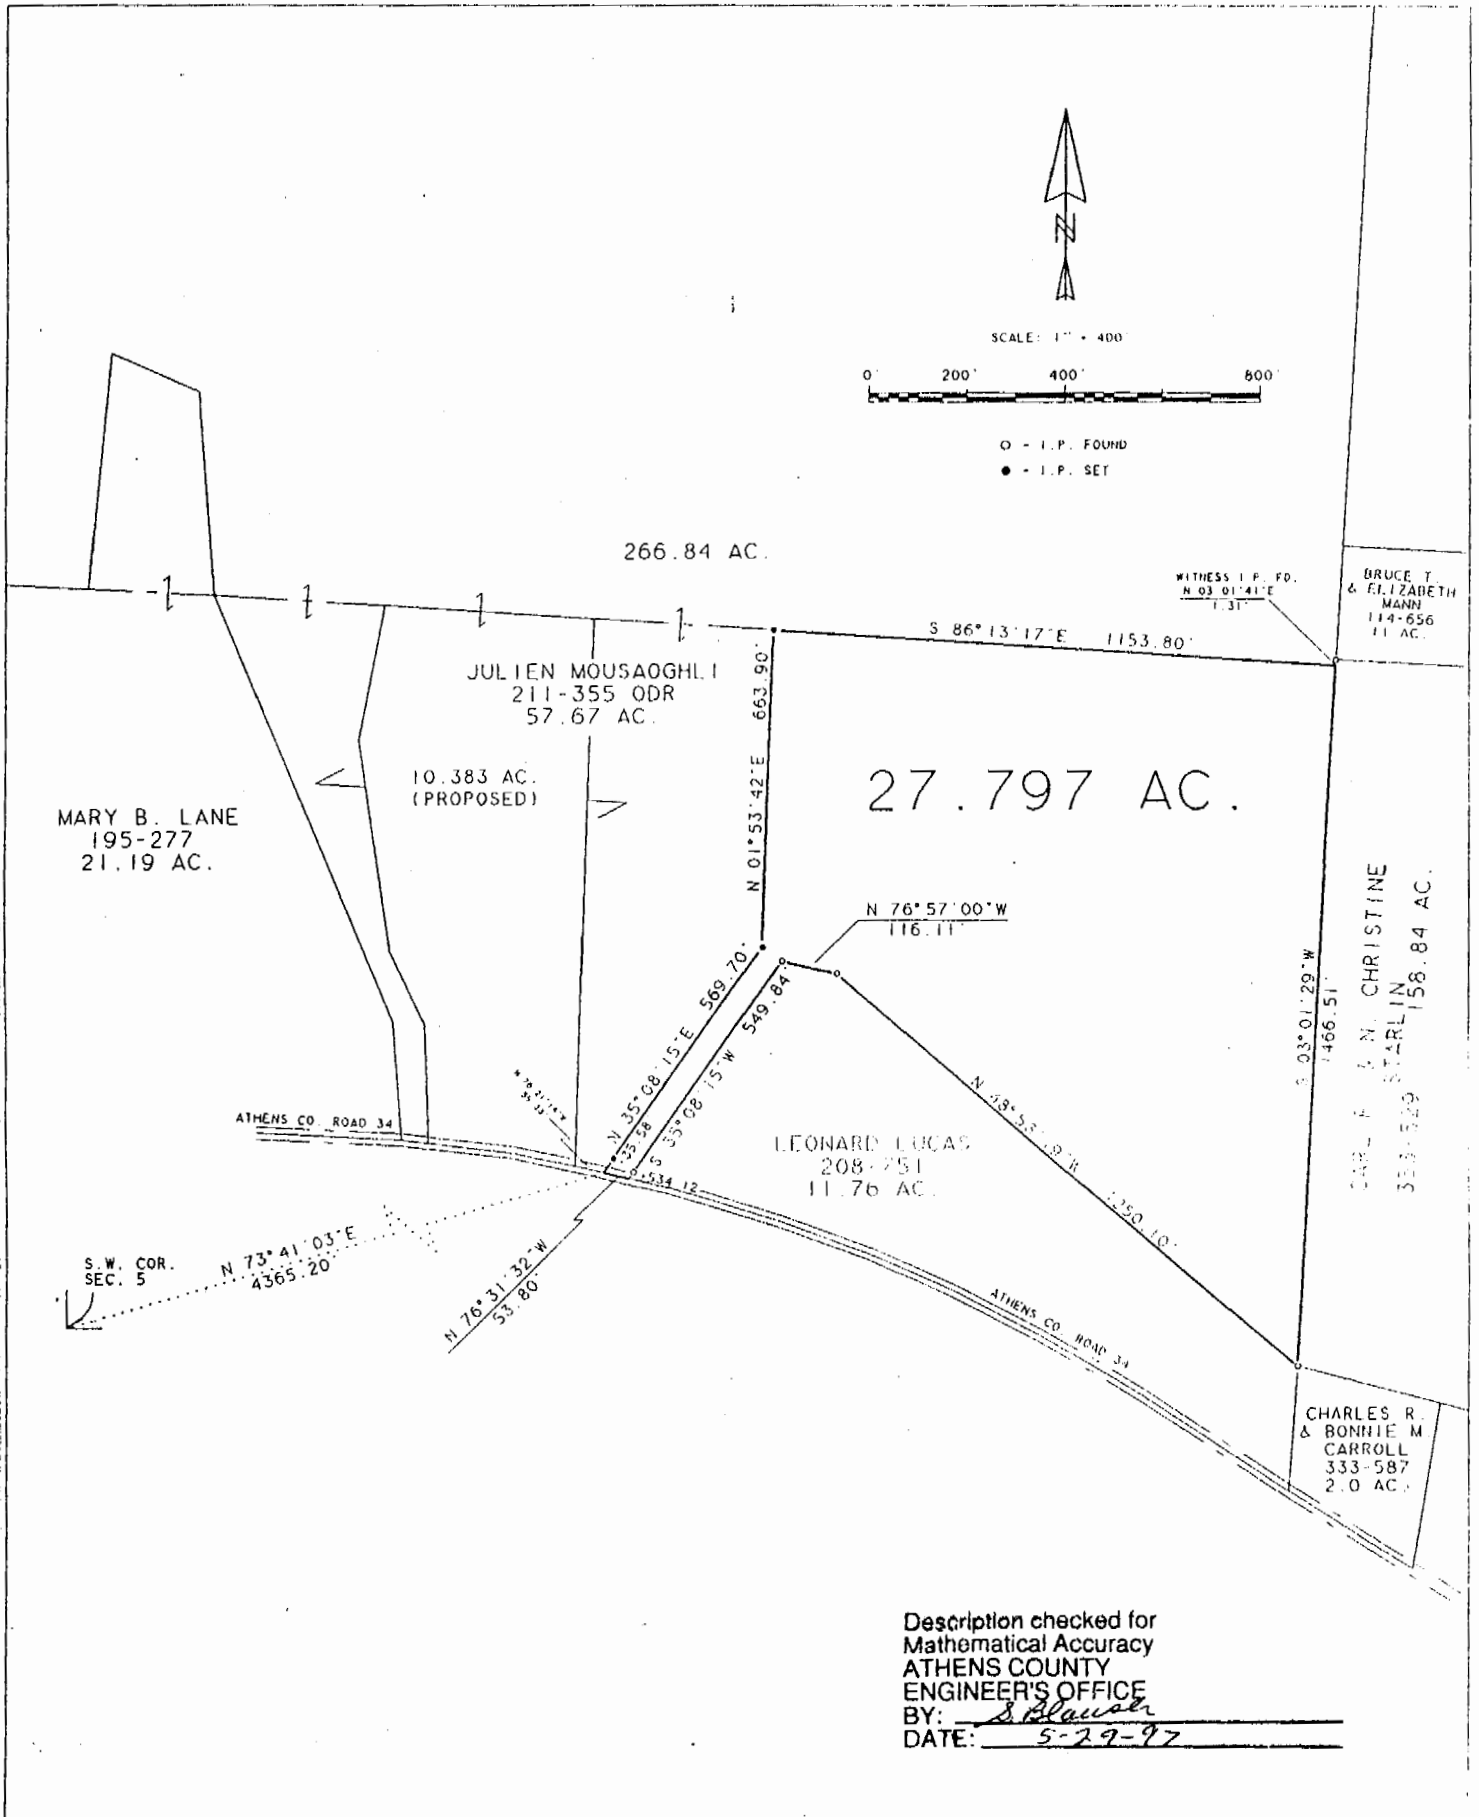 N
SCALE: 1" = 400'
0' 200' 400' 800'
O - I.P. FOUND
● - I.P. SET
266.84 AC.
WITNESS I.P. FD.
N 03°01'41"E
1.31'
BRUCE T.
& ELIZABETH
MANN
114-656
11 AC.
S 86°13'17"E 1153.80'
JULIEN MOUSAOGHLI
211-355 ODR
57.67 AC.
N 01°53'42"E 663.90'
10.383 AC.
(PROPOSED)
27.797 AC.
MARY B. LANE
195-277
21.19 AC.
N 76°57'00"W
116.11'
S 03°01'29"W
1466.51'
N. CHRISTINE
STARLIN
158.84 AC.
N 35°08'15"E 569.70'
35.58
S 35°08'15"W 549.84'
534.12
ATHENS CO. ROAD 34
LEONARD LUCAS
208-751
11.76 AC.
1250.10'
S.W. COR.
SEC. 5
N 73°41'03"E
4365.20'
N 76°31'32"W
53.80'
ATHENS CO. ROAD 34
CHARLES R.
& BONNIE M.
CARROLL
333-587
2.0 AC.
Description checked for
Mathematical Accuracy
ATHENS COUNTY
ENGINEER'S OFFICE
BY: S. Blauser
DATE: 5-29-97